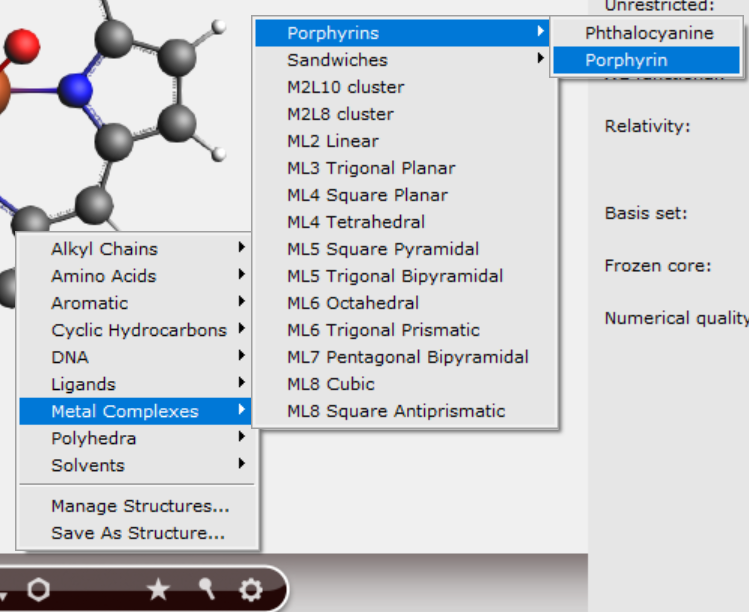 Unrestricted:
Porphyrins
Sandwiches
M2L10 cluster
M2L8 cluster
ML2 Linear
ML3 Trigonal Planar
ML4 Square Planar
ML4 Tetrahedral
ML5 Square Pyramidal
ML5 Trigonal Bipyramidal
ML6 Octahedral
ML6 Trigonal Prismatic
ML7 Pentagonal Bipyramidal
ML8 Cubic
ML8 Square Antiprismatic
Phthalocyanine
Porphyrin
Relativity:
Basis set:
Frozen core:
Numerical quality
Alkyl Chains
Amino Acids
Aromatic
Cyclic Hydrocarbons
DNA
Ligands
Metal Complexes
Polyhedra
Solvents
Manage Structures...
Save As Structure...